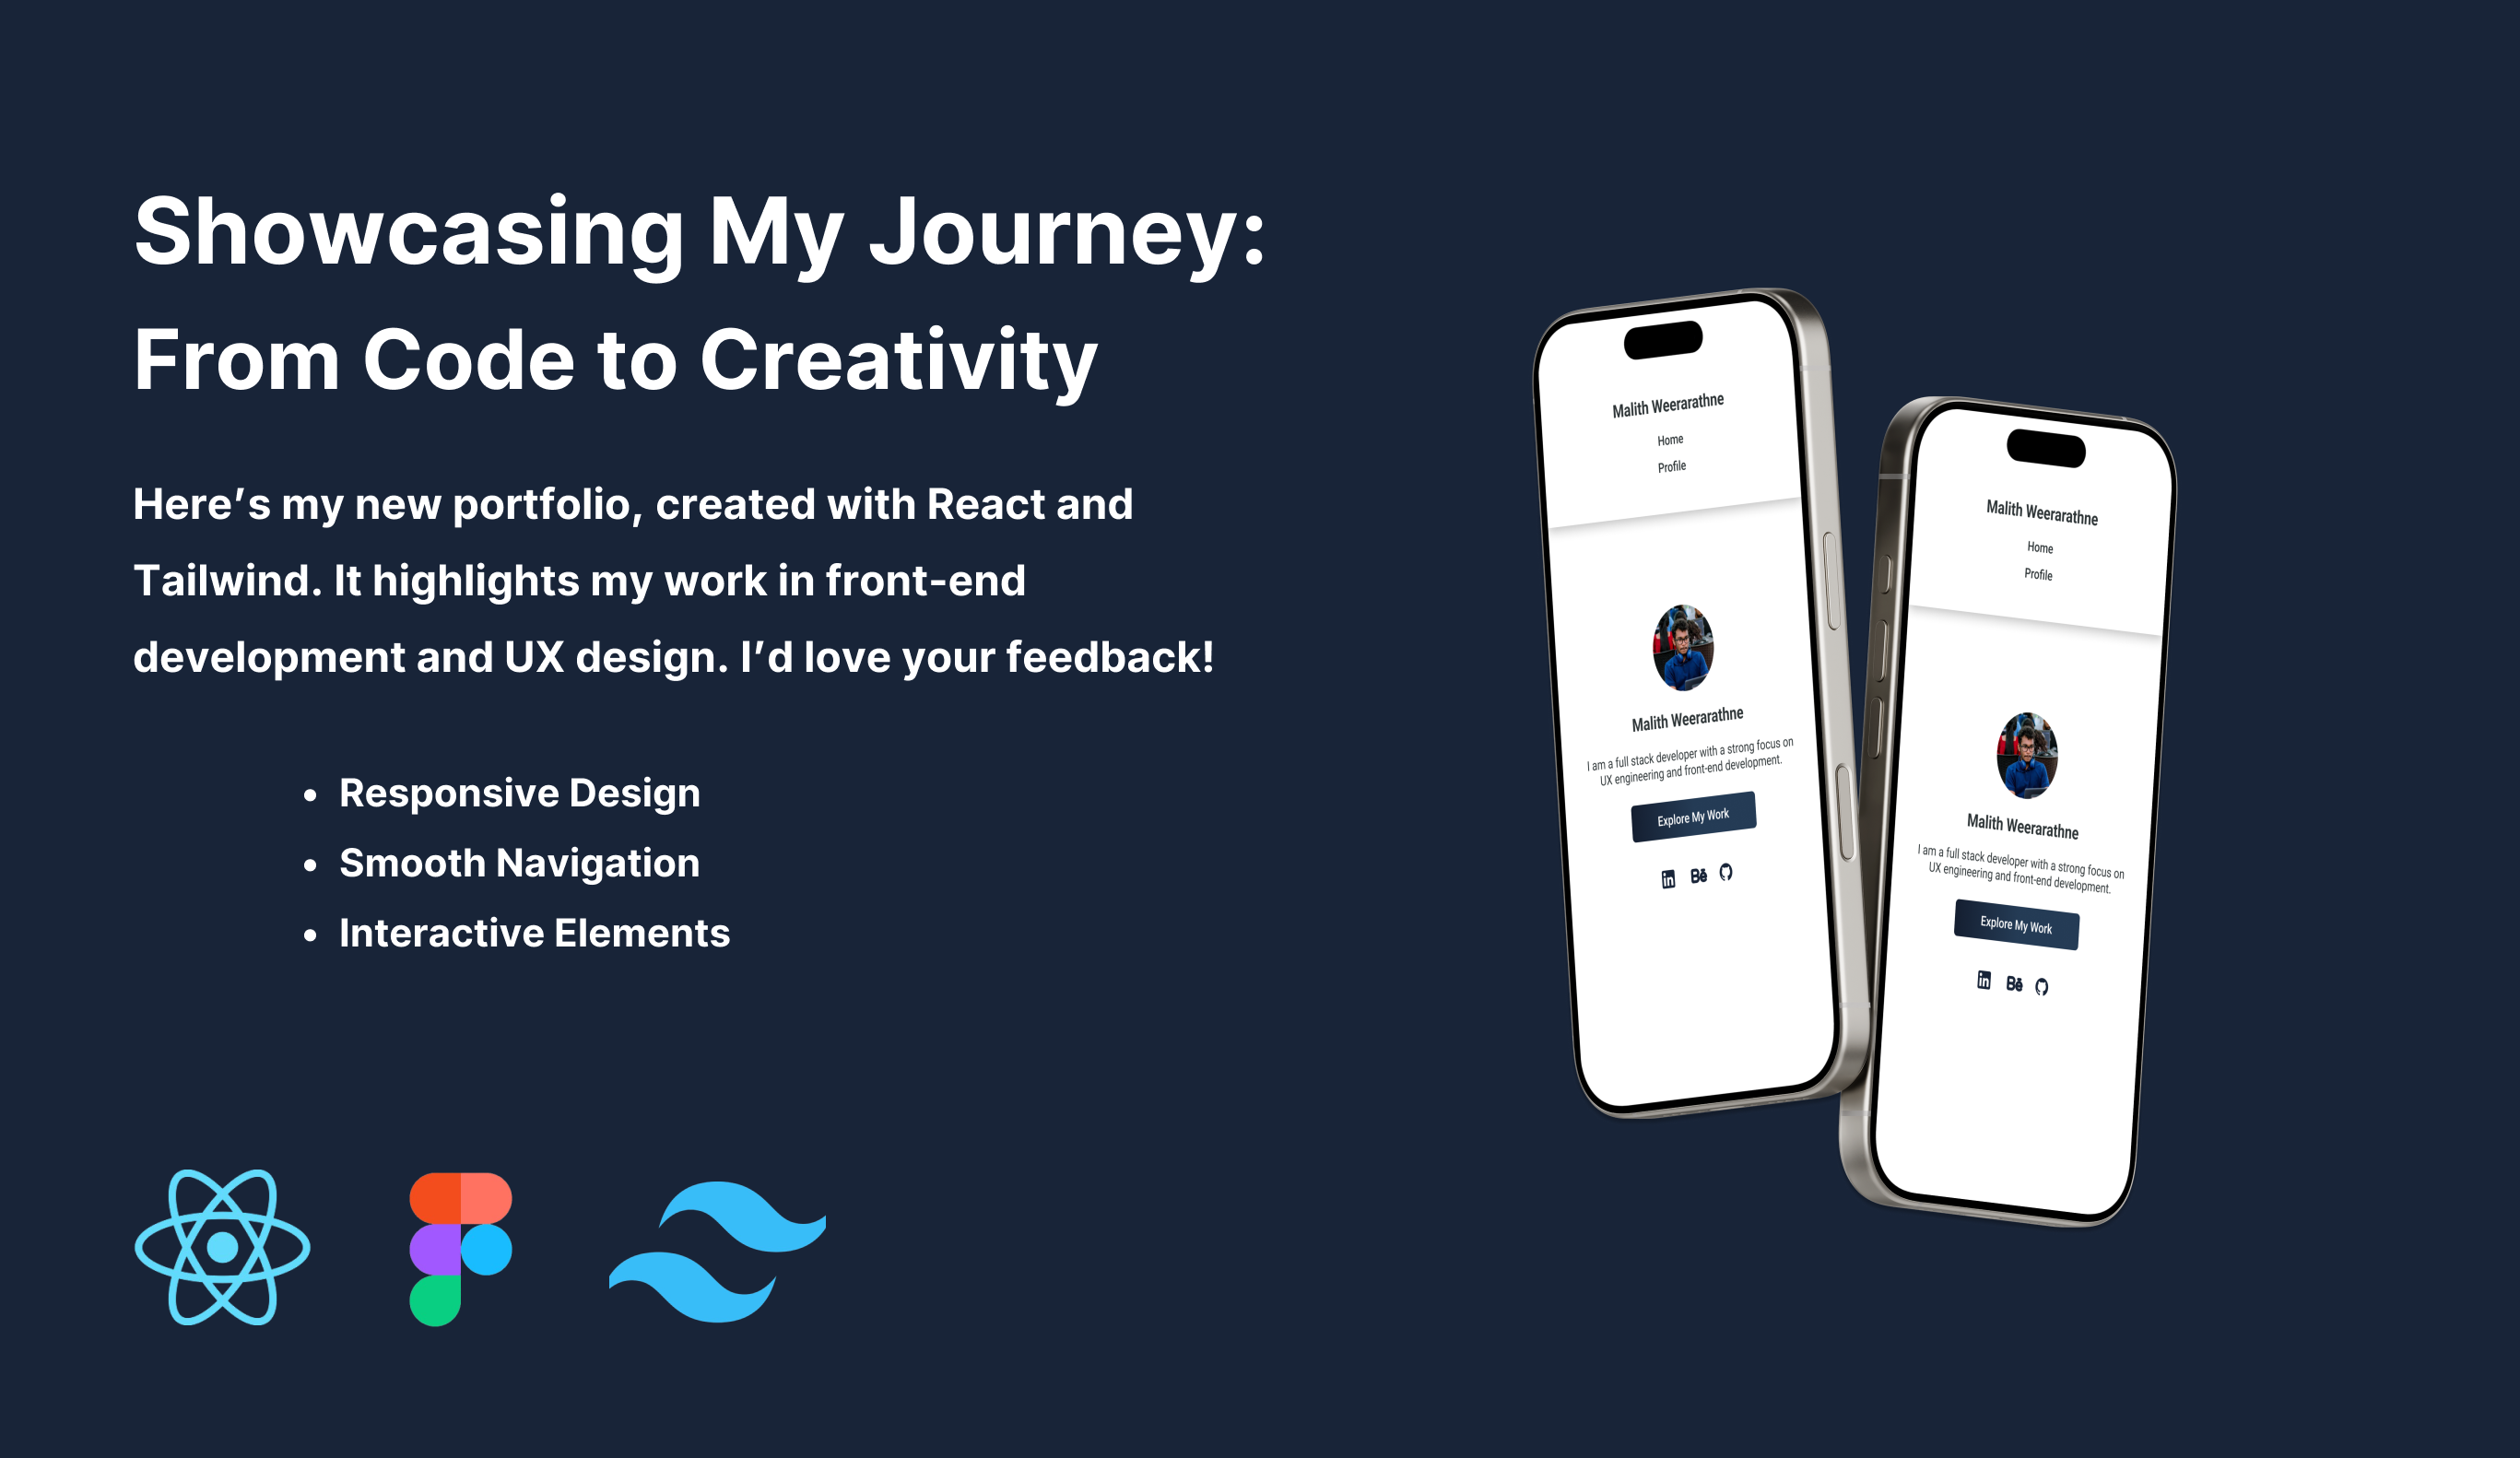 Showcasing My Journey:
From Code to Creativity
Here’s my new portfolio, created with React and
Tailwind. It highlights my work in front-end
development and UX design. I’d love your feedback!
• Responsive Design
• Smooth Navigation
• Interactive Elements
Malith Weerarathne
Home
Profile
Malith Weerarathne
I am a full stack developer with a strong focus on
UX engineering and front-end development.
Explore My Work
in
Bē
Malith Weerarathne
Home
Profile
Malith Weerarathne
I am a full stack developer with a strong focus on
UX engineering and front-end development.
Explore My Work
in
Bē